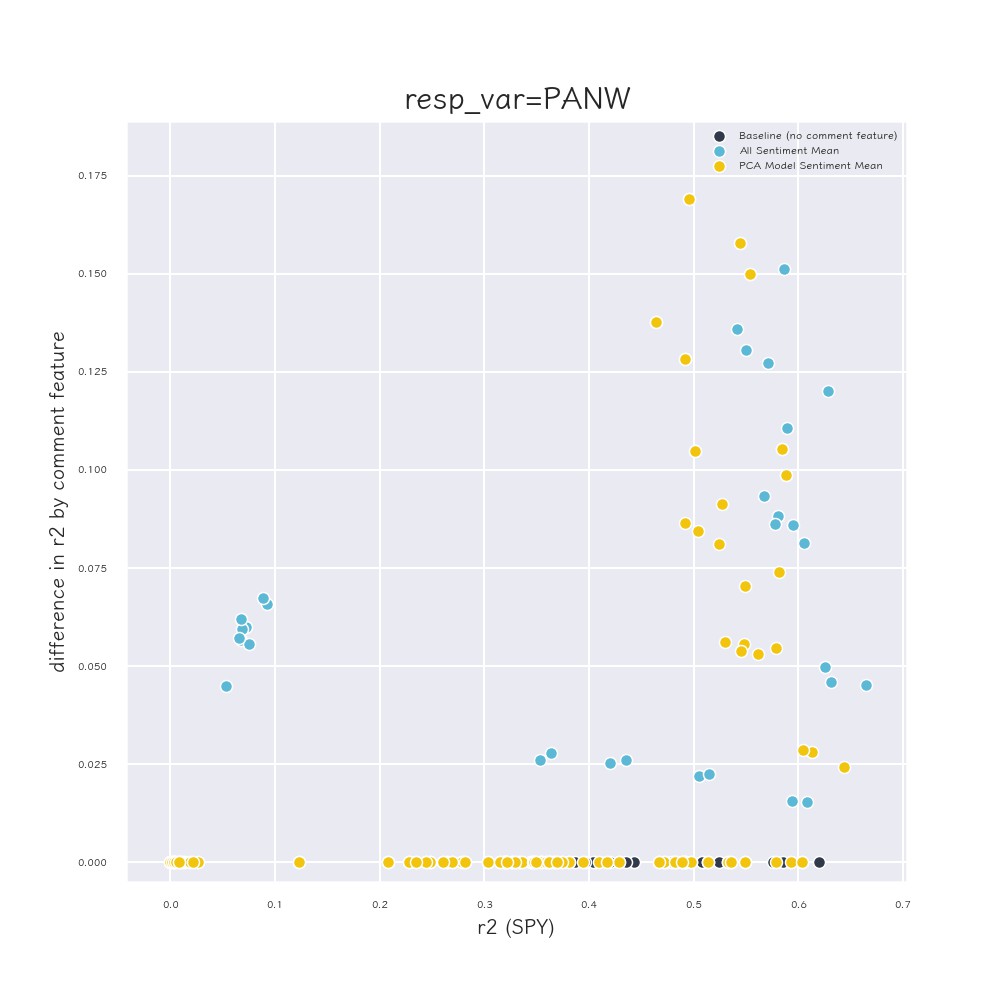 resp_var=PANW
Baseline (no comment feature)
All Sentiment Mean
PCA Model Sentiment Mean
difference in r2 by comment feature
0.175
0.150
0.125
0.100
0.075
0.050
0.025
0.000
0.0 0.1 0.2 0.3 0.4 0.5 0.6 0.7
r2 (SPY)